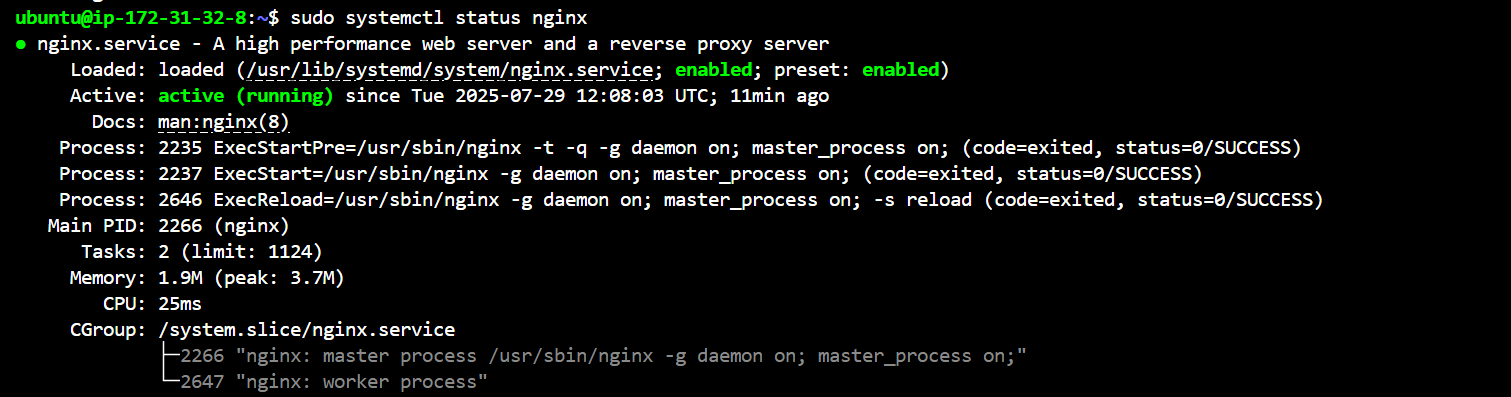 ubuntu@ip-172-31-32-8:~$ sudo systemctl status nginx
● nginx.service - A high performance web server and a reverse proxy server
Loaded: loaded (/usr/lib/systemd/system/nginx.service; enabled; preset: enabled)
Active: active (running) since Tue 2025-07-29 12:08:03 UTC; 11min ago
Docs: man:nginx(8)
Process: 2235 ExecStartPre=/usr/sbin/nginx -t -q -g daemon on; master_process on; (code=exited, status=0/SUCCESS)
Process: 2237 ExecStart=/usr/sbin/nginx -g daemon on; master_process on; (code=exited, status=0/SUCCESS)
Process: 2646 ExecReload=/usr/sbin/nginx -g daemon on; master_process on; -s reload (code=exited, status=0/SUCCESS)
Main PID: 2266 (nginx)
Tasks: 2 (limit: 1124)
Memory: 1.9M (peak: 3.7M)
CPU: 25ms
CGroup: /system.slice/nginx.service
├─2266 "nginx: master process /usr/sbin/nginx -g daemon on; master_process on;"
└─2647 "nginx: worker process"